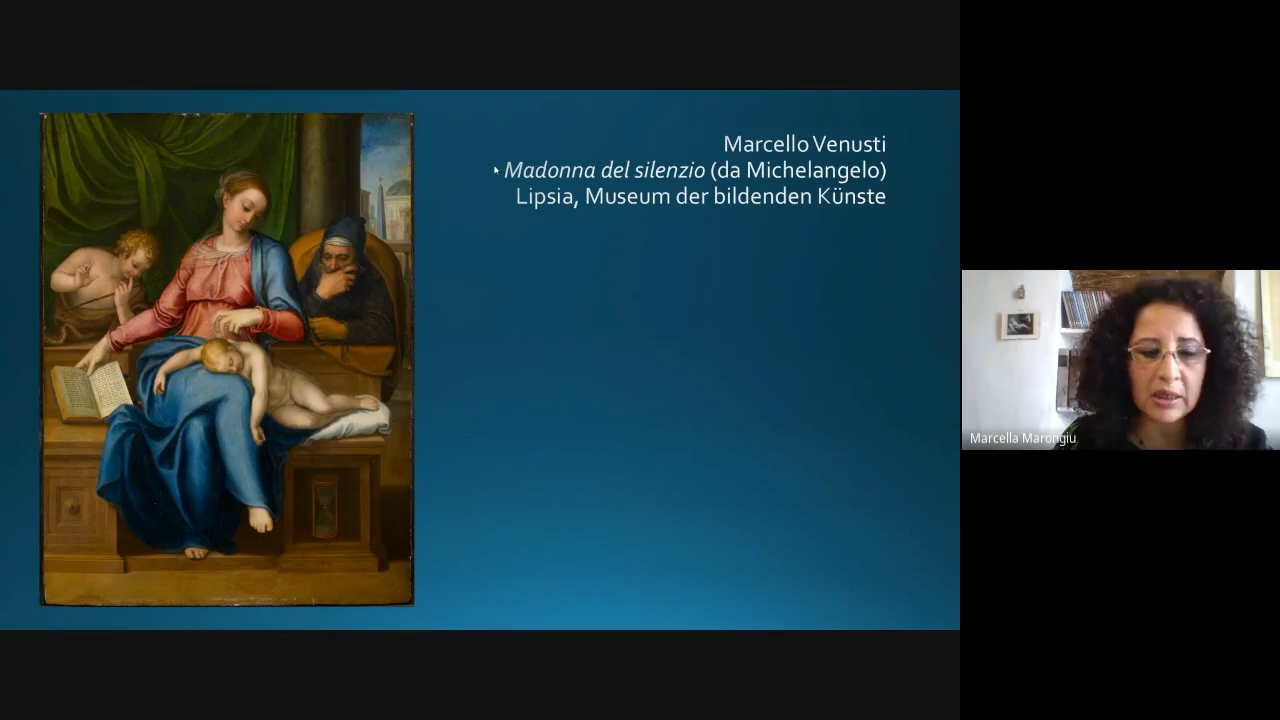 Marcello Venusti
Madonna del silenzio (da Michelangelo)
Lipsia, Museum der bildenden Künste
Marcella Marongiu